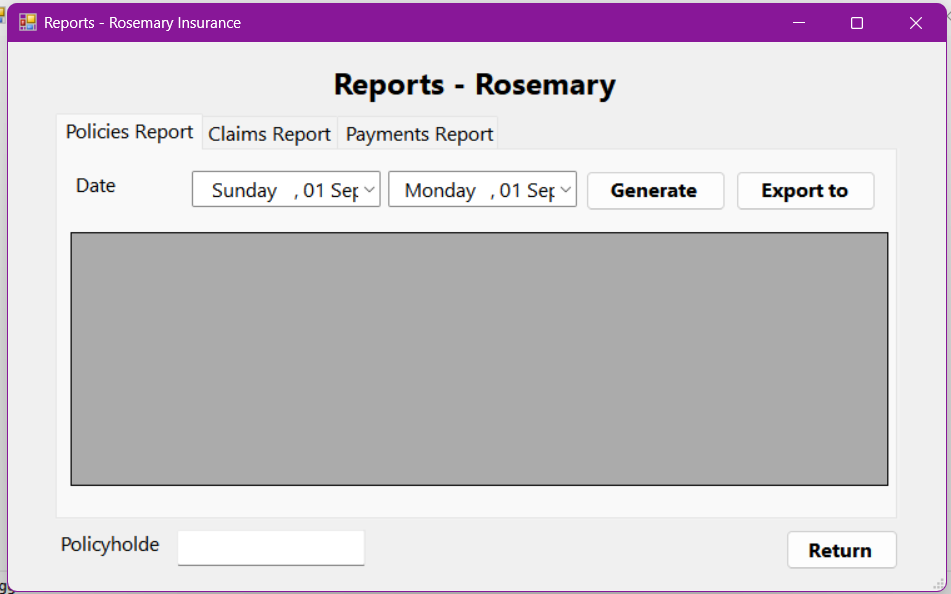 Reports - Rosemary Insurance
Reports - Rosemary
Policies Report Claims Report Payments Report
Date Sunday , 01 Sep Monday , 01 Sep Generate Export to
Policyholde Return